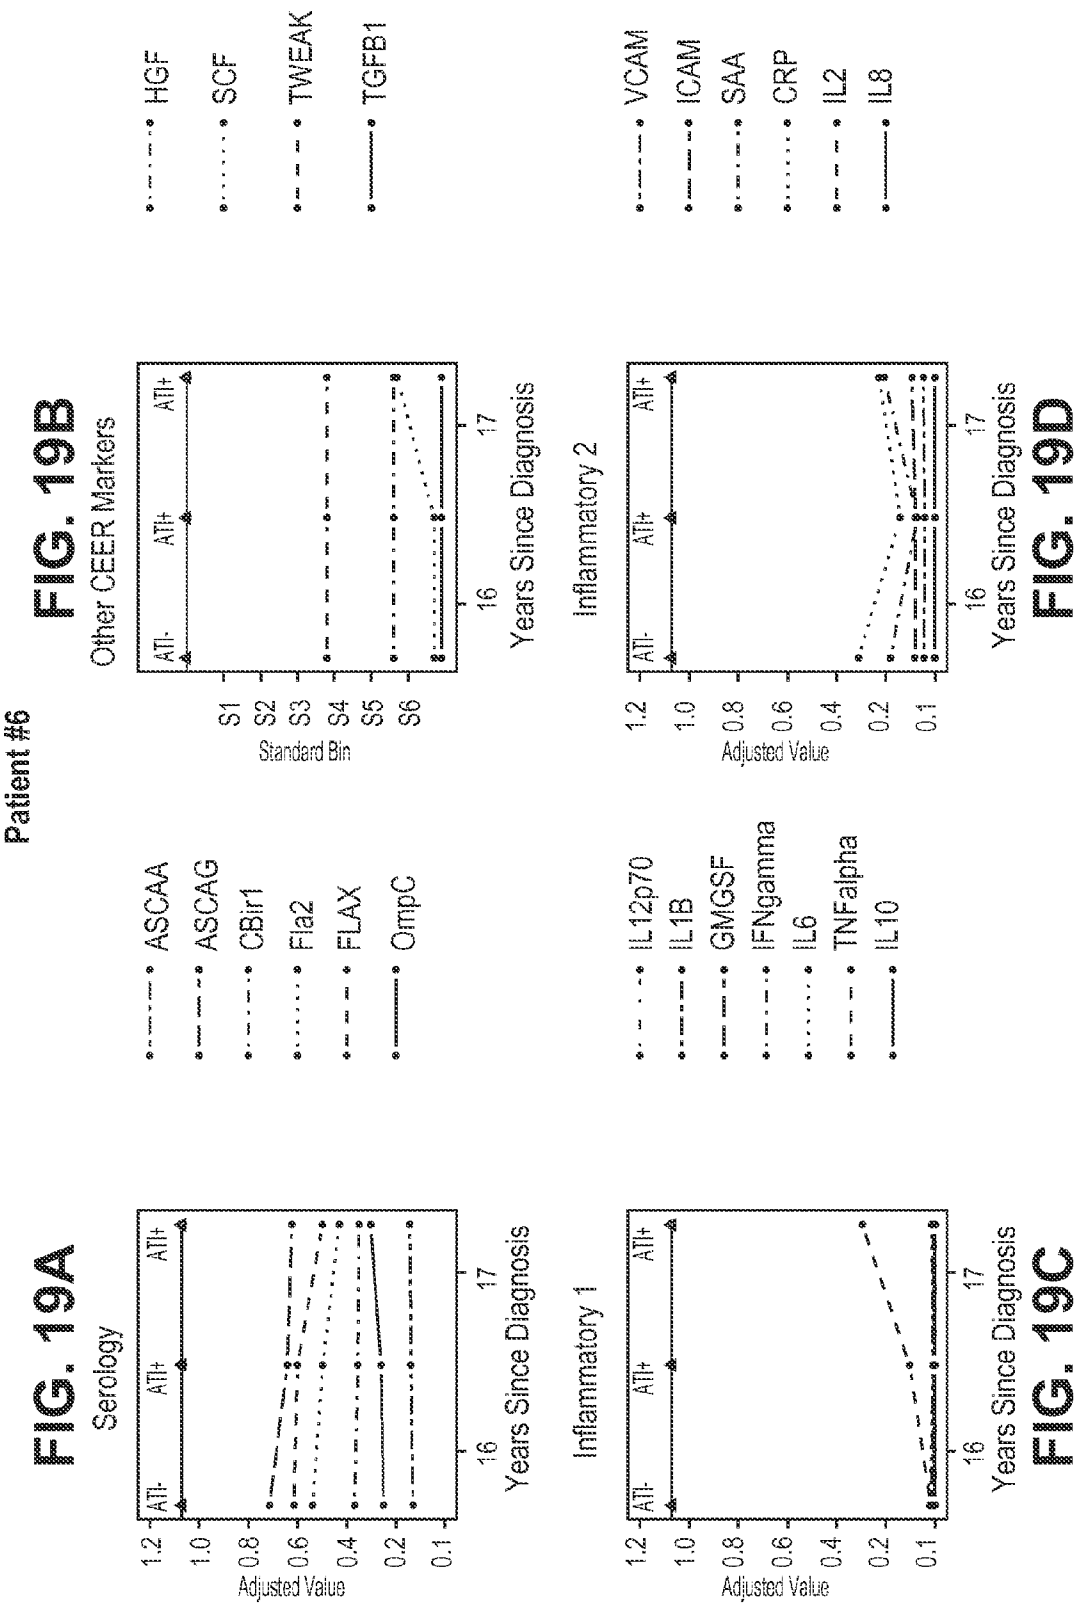 Patient #6
FIG. 19A
Serology
1.2
1.0
0.8
0.6
0.4
0.2
0.1
Adjusted Value
ATI-
ATI+
ATI+
16
17
Years Since Diagnosis
ASCAA
ASCAG
CBir1
Fla2
FLAX
OmpC
FIG. 19B
Other CEER Markers
S1
S2
S3
S4
S5
S6
Standard Bin
ATI-
ATI+
ATI+
16
17
Years Since Diagnosis
HGF
SCF
TWEAK
TGFB1
Inflammatory 1
1.2
1.0
0.8
0.6
0.4
0.2
0.1
Adjusted Value
ATI-
ATI+
ATI+
16
17
Years Since Diagnosis
FIG. 19C
IL12p70
IL1B
GMGSF
IFNgamma
IL6
TNFalpha
IL10
Inflammatory 2
1.2
1.0
0.8
0.6
0.4
0.2
0.1
Adjusted Value
ATI-
ATI+
ATI+
16
17
Years Since Diagnosis
FIG. 19D
VCAM
ICAM
SAA
CRP
IL2
IL8